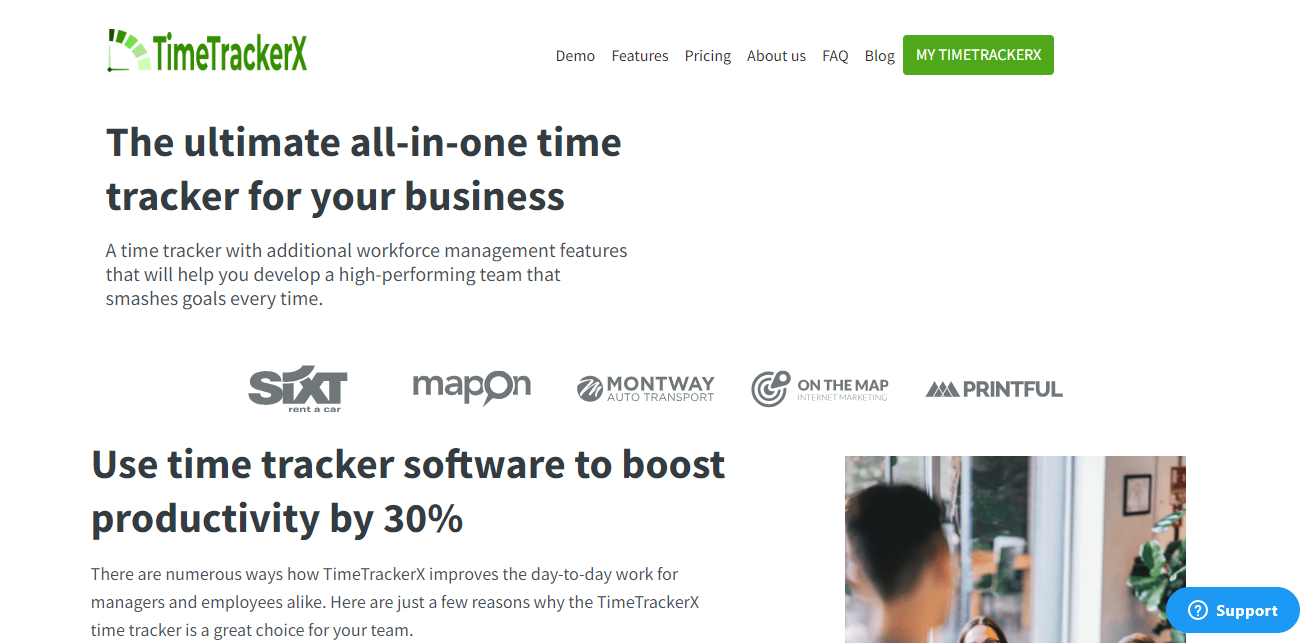 TimeTrackerX
Demo Features Pricing About us FAQ Blog MY TIMETRACKERX
The ultimate all-in-one time
tracker for your business
A time tracker with additional workforce management features
that will help you develop a high-performing team that
smashes goals every time.
SIXT
rent a car
mapon
MONTWAY
AUTO TRANSPORT
ON THE MAP
INTERNET MARKETING
PRINTFUL
Use time tracker software to boost
productivity by 30%
There are numerous ways how TimeTrackerX improves the day-to-day work for
managers and employees alike. Here are just a few reasons why the TimeTrackerX
time tracker is a great choice for your team.
? Support